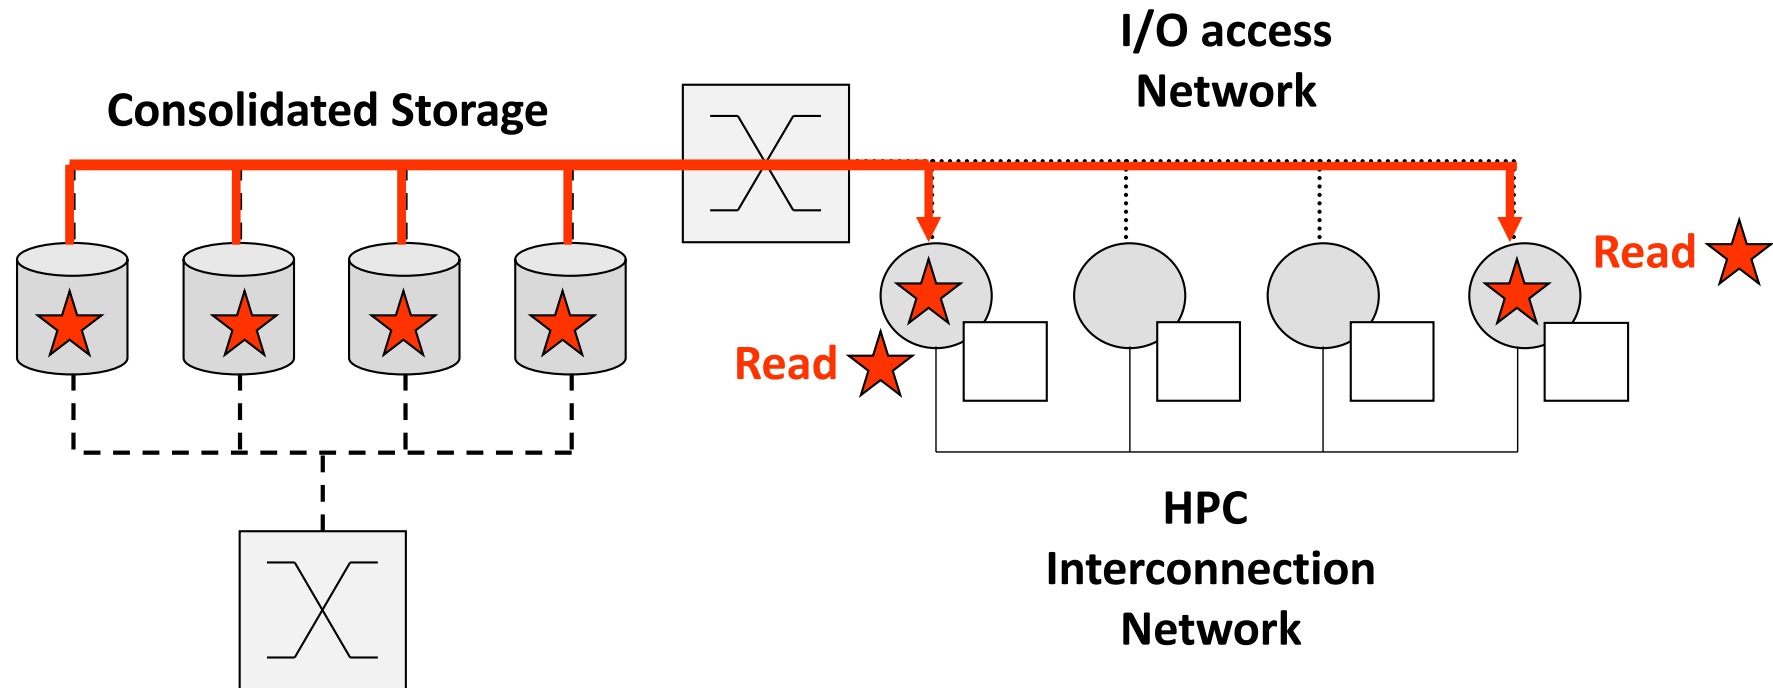 I/O access
Network
Consolidated Storage
Read
Read
HPC
Interconnection
Network